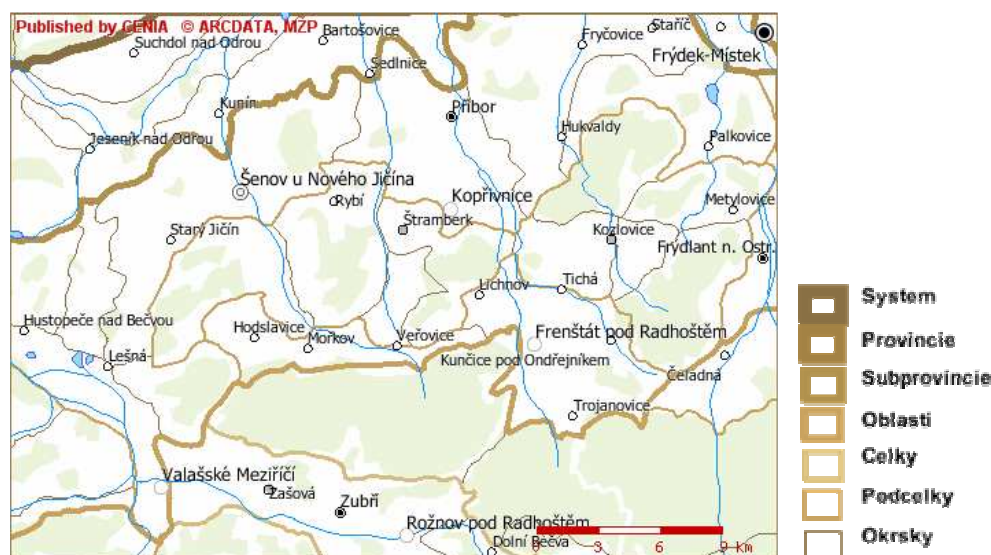 Published by CENIA © ARCDATA, MŽP
Bartošovice
Suchdol nad Odrou
Fryčovice
Staříč
Frýdek-Místek
Sedlnice
Kunín
Příbor
Hukvaldy
Palkovice
Jeseník nad Odrou
Šenov u Nového Jičína
Rybí
Kopřivnice
Metylovice
Štramberk
Starý Jičín
Kozlovice
Frýdlant n. Ostr.
Lichnov
Tichá
Hustopeče nad Bečvou
Hodslavice
Mořkov
Veřovice
Frenštát pod Radhoštěm
Lešná
Kunčice pod Ondřejníkem
Čeladná
Trojanovice
Valašské Meziříčí
Zašová
Zubří
Rožnov pod Radhoštěm
Dolní Bečva
0 3 6 9 km
System
Provincie
Subprovincie
Oblasti
Celky
Podcelky
Okrsky